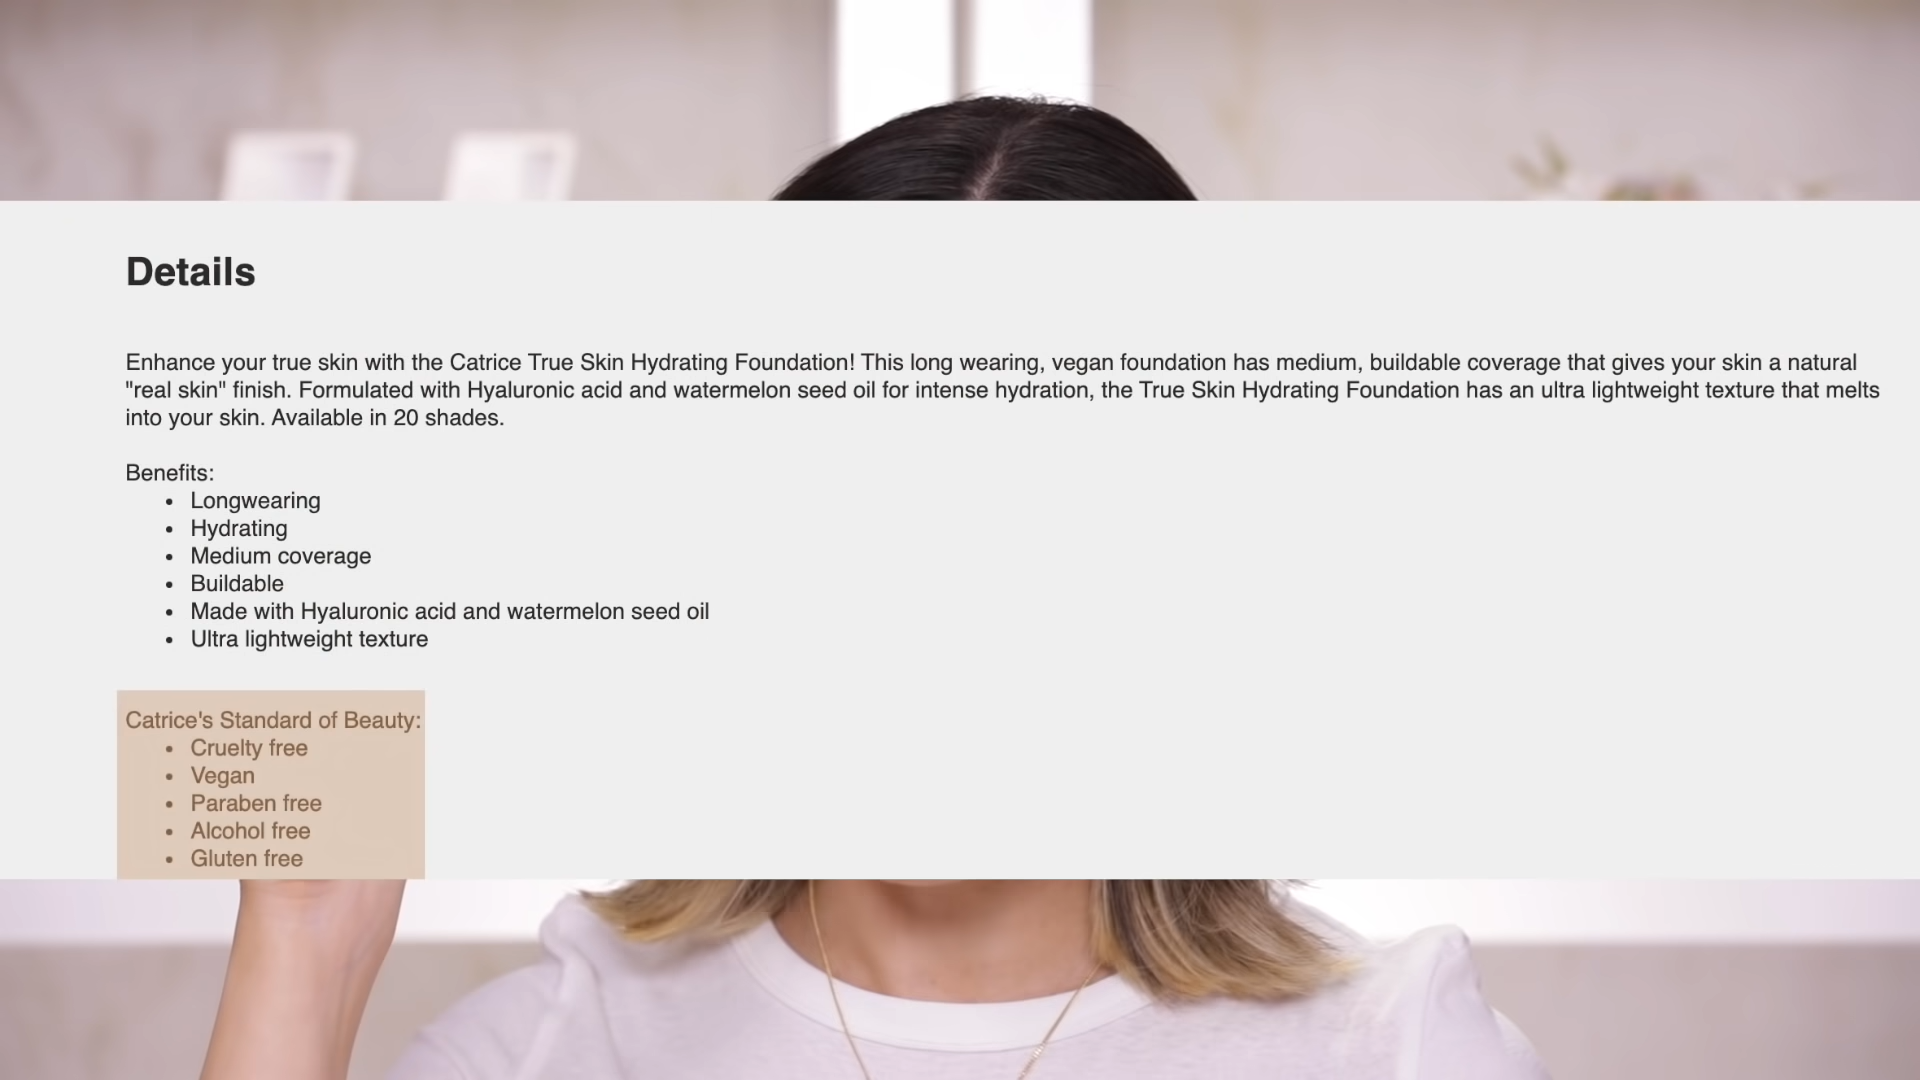 Details
Enhance your true skin with the Catrice True Skin Hydrating Foundation! This long wearing, vegan foundation has medium, buildable coverage that gives your skin a natural
"real skin" finish. Formulated with Hyaluronic acid and watermelon seed oil for intense hydration, the True Skin Hydrating Foundation has an ultra lightweight texture that melts
into your skin. Available in 20 shades.
Benefits:
• Longwearing
• Hydrating
• Medium coverage
• Buildable
• Made with Hyaluronic acid and watermelon seed oil
• Ultra lightweight texture
Catrice's Standard of Beauty:
• Cruelty free
• Vegan
• Paraben free
• Alcohol free
• Gluten free